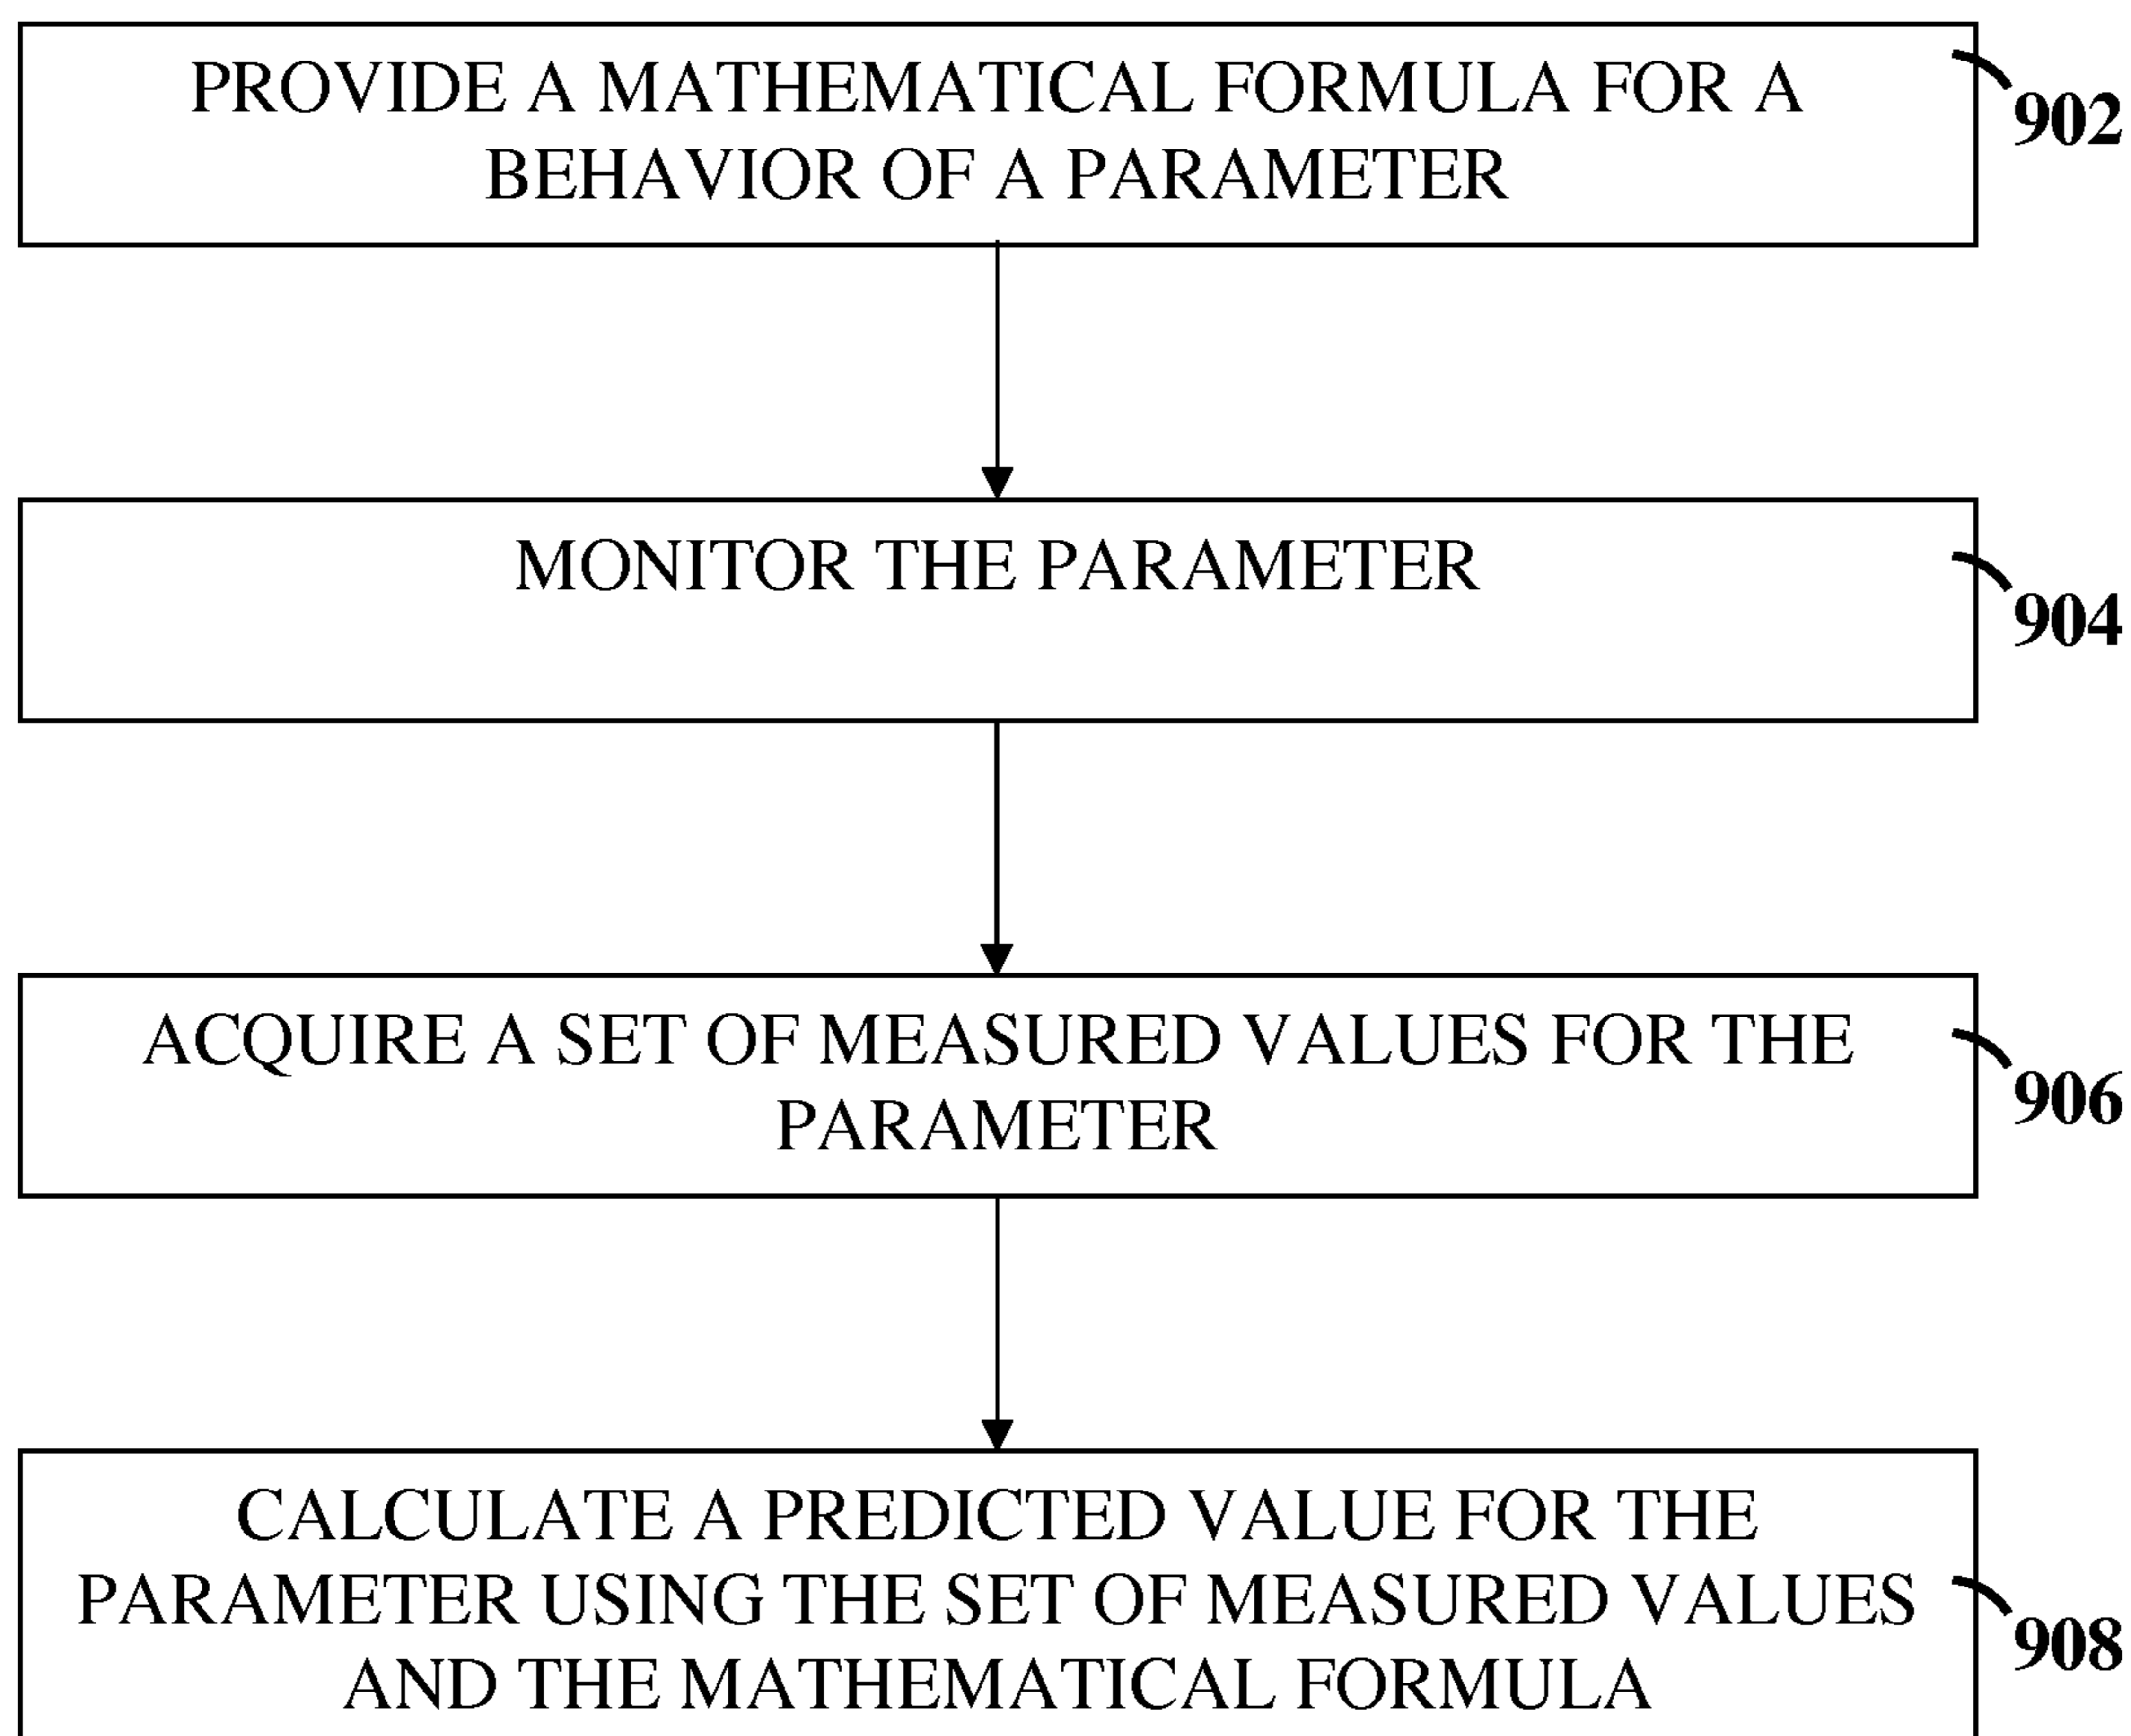 PROVIDE A MATHEMATICAL FORMULA FOR A
BEHAVIOR OF A PARAMETER
902
MONITOR THE PARAMETER
904
ACQUIRE A SET OF MEASURED VALUES FOR THE
PARAMETER
906
CALCULATE A PREDICTED VALUE FOR THE
PARAMETER USING THE SET OF MEASURED VALUES
AND THE MATHEMATICAL FORMULA
908